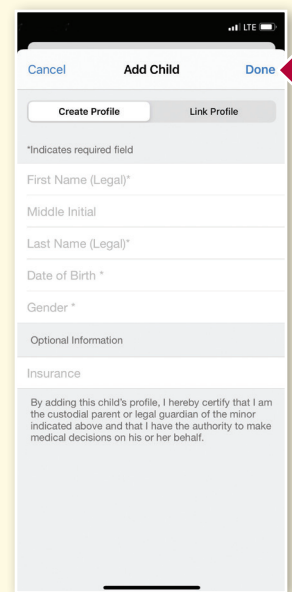 LTE
Cancel Add Child Done
Create Profile Link Profile
*Indicates required field
First Name (Legal)*
Middle Initial
Last Name (Legal)*
Date of Birth *
Gender *
Optional Information
Insurance
By adding this child's profile, I hereby certify that I am
the custodial parent or legal guardian of the minor
indicated above and that I have the authority to make
medical decisions on his or her behalf.